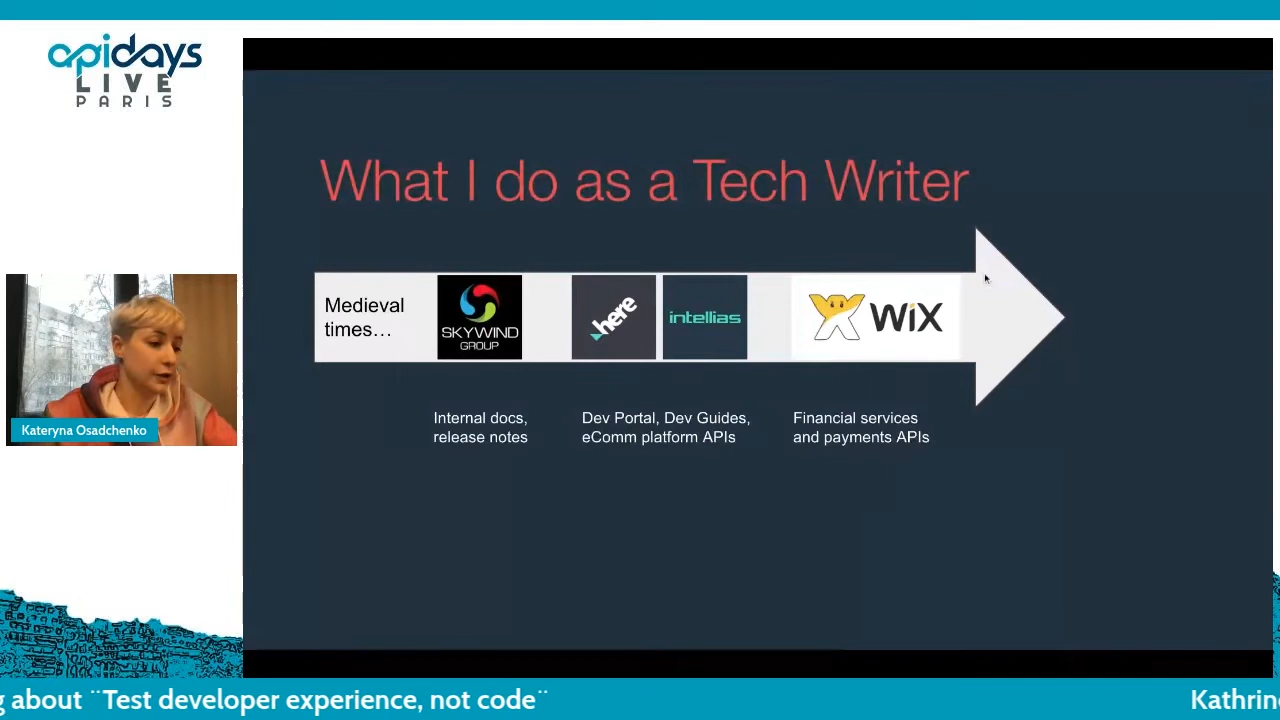 apidays
LIVE
PARIS
What I do as a Tech Writer
Medieval
times…
SKYWIND
GROUP
here
intellias
WiX
Internal docs,
release notes
Dev Portal, Dev Guides,
eComm platform APIs
Financial services
and payments APIs
Kateryna Osadchenko
g about ¨Test developer experience, not code¨
Kathrine